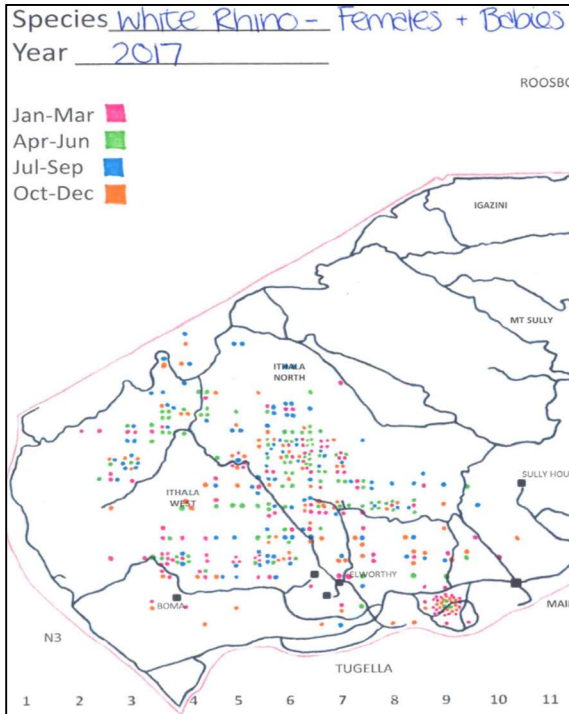 Species White Rhino - Females + Babies
Year 2017
ROOSBO
Jan-Mar
Apr-Jun
Jul-Sep
Oct-Dec
IGAZINI
MT SULLY
ITHALA
NORTH
SULLY HOU
ITHALA
WEST
ELWORTHY
BOMA
MAI
N3
TUGELLA
1 2 3 4 5 6 7 8 9 10 11